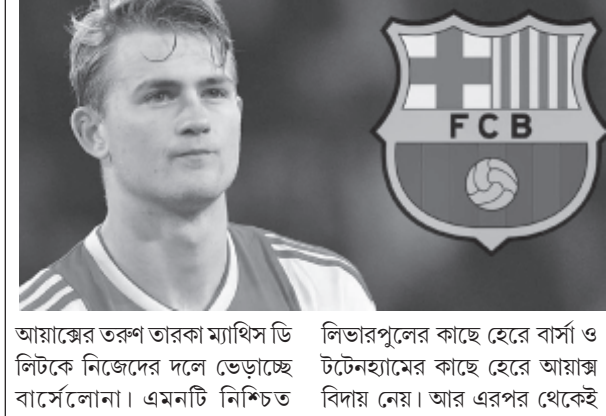 FCB
আয়াক্সের তরুণ তারকা ম্যাথিস ডি
লিটকে নিজেদের দলে ভেড়াচ্ছে
বার্সেলোনা। এমনটি নিশ্চিত
লিভারপুলের কাছে হেরে বার্সা ও
টটেনহ্যামের কাছে হেরে আয়াক্স
বিদায় নেয়। আর এরপর থেকেই